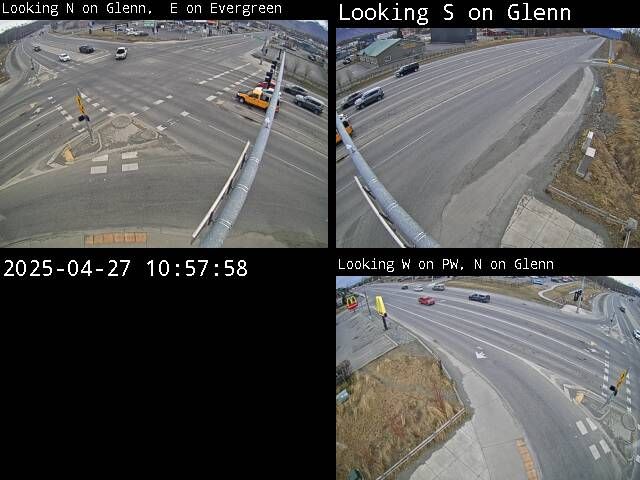 Looking N on Glenn,  E on Evergreen
Looking S on Glenn
2025-04-27 10:57:58
Looking W on PW, N on Glenn